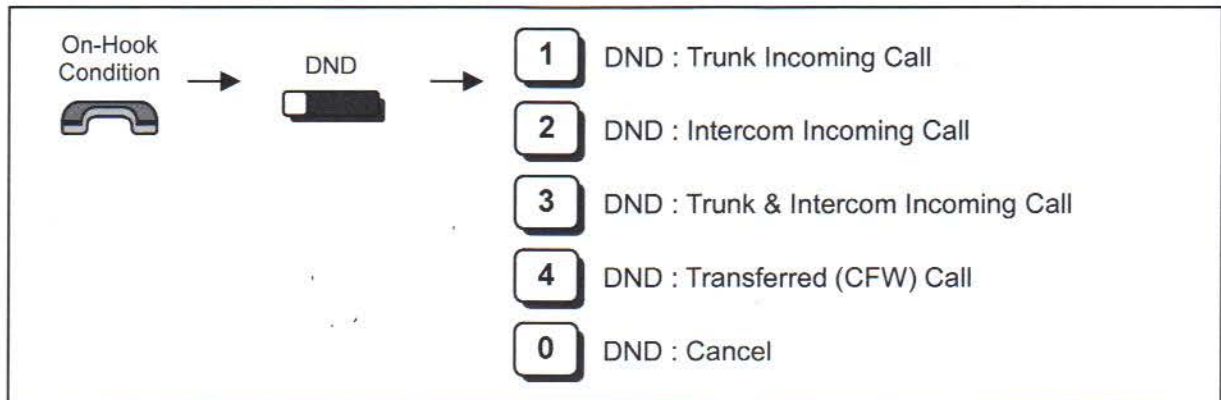 On-Hook
Condition
DND
1 DND : Trunk Incoming Call
2 DND : Intercom Incoming Call
3 DND : Trunk & Intercom Incoming Call
4 DND : Transferred (CFW) Call
0 DND : Cancel